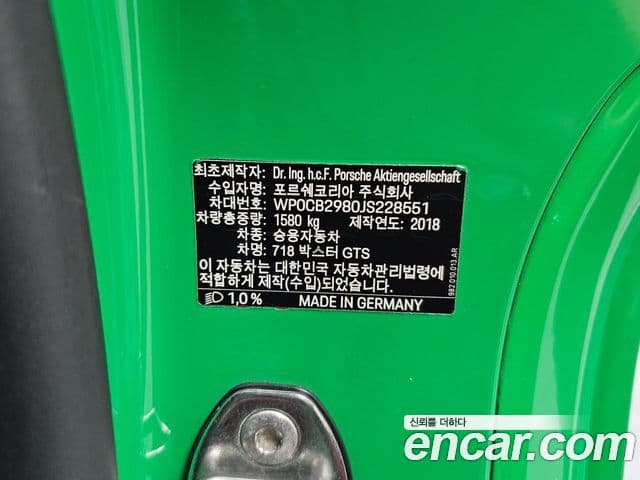 최초제작자: Dr. Ing. h.c.F. Porsche Aktiengesellschaft
수입자명: 포르쉐코리아 주식회사
차대번호: WP0CB2980JS228551
차량총중량: 1580 kg 제작연도: 2018
차종: 승용자동차
차명: 718 박스터 GTS
이 자동차는 대한민국 자동차관리법령에
적합하게 제작(수입)되었습니다.
1,0% MADE IN GERMANY
982.010.013.AR
신뢰를 더하다
encar.com